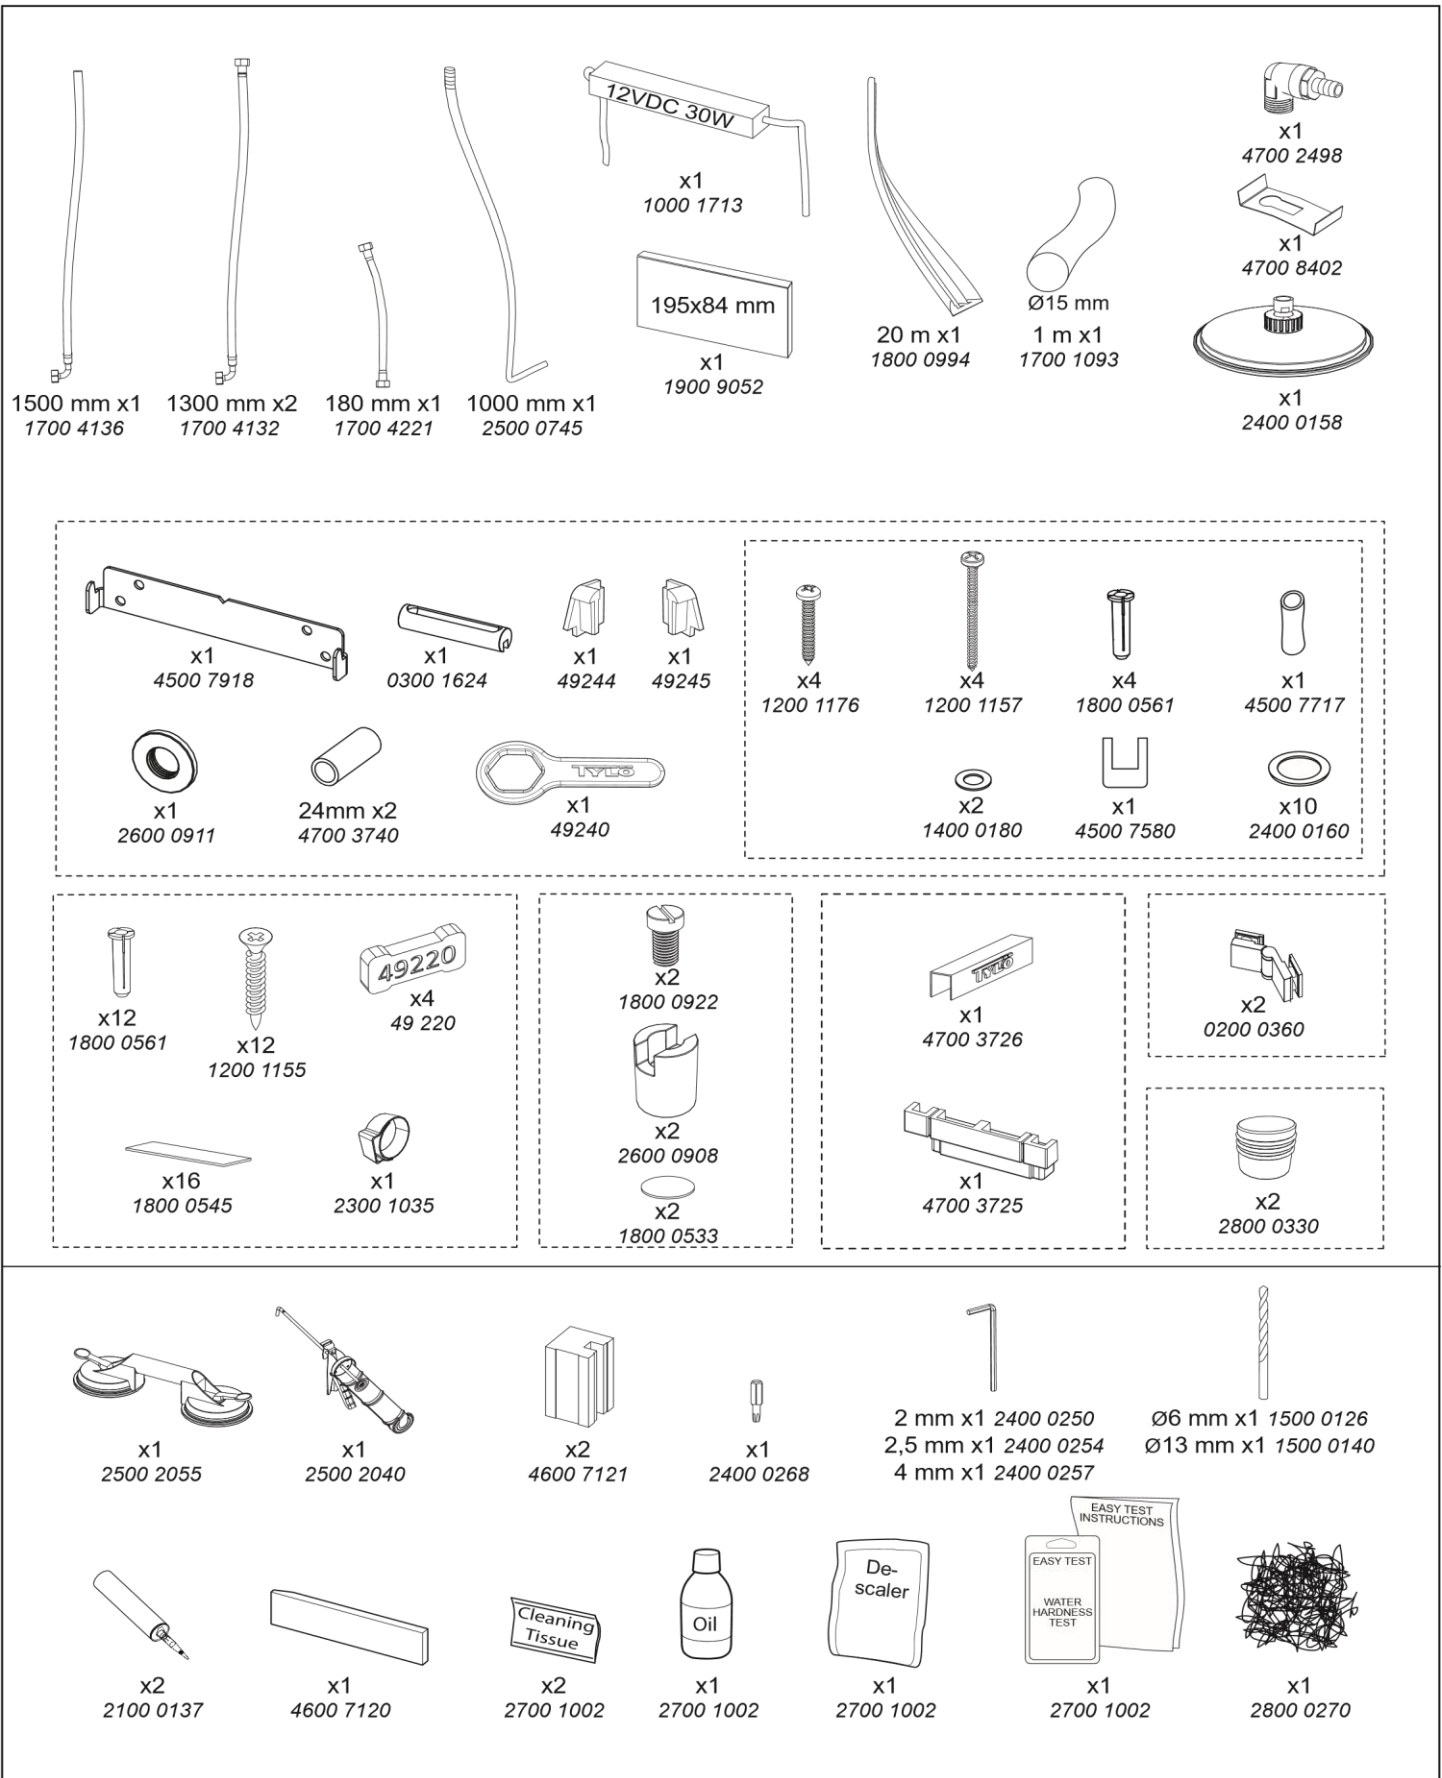 12VDC 30W
x1
1000 1713
195x84 mm
x1
1900 9052
1500 mm x1
1700 4136
1300 mm x2
1700 4132
180 mm x1
1700 4221
1000 mm x1
2500 0745
20 m x1
1800 0994
Ø15 mm
1 m x1
1700 1093
x1
4700 2498
x1
4700 8402
x1
2400 0158
x1
4500 7918
x1
0300 1624
x1
49244
x1
49245
x4
1200 1176
x4
1200 1157
x4
1800 0561
x1
4500 7717
x1
2600 0911
24mm x2
4700 3740
TYLÖ
x1
49240
x2
1400 0180
x1
4500 7580
x10
2400 0160
x12
1800 0561
x12
1200 1155
49220
x4
49 220
x16
1800 0545
x1
2300 1035
x2
1800 0922
x2
2600 0908
x2
1800 0533
TYLÖ
x1
4700 3726
x1
4700 3725
x2
0200 0360
x2
2800 0330
x1
2500 2055
x1
2500 2040
x2
4600 7121
x1
2400 0268
2 mm x1 2400 0250
2,5 mm x1 2400 0254
4 mm x1 2400 0257
Ø6 mm x1 1500 0126
Ø13 mm x1 1500 0140
x2
2100 0137
x1
4600 7120
Cleaning
Tissue
x2
2700 1002
Oil
x1
2700 1002
De-
scaler
x1
2700 1002
EASY TEST
INSTRUCTIONS
EASY TEST
WATER
HARDNESS
TEST
x1
2700 1002
x1
2800 0270